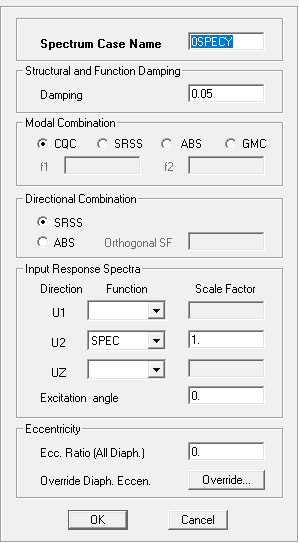 Spectrum Case Name 0SPECY
Structural and Function Damping
Damping 0.05
Modal Combination
CQC SRSS ABS GMC
f1 f2
Directional Combination
SRSS
ABS Orthogonal SF
Input Response Spectra
Direction Function Scale Factor
U1
U2 SPEC 1.
UZ
Excitation angle 0.
Eccentricity
Ecc. Ratio (All Diaph.) 0.
Override Diaph. Eccen. Override...
OK Cancel